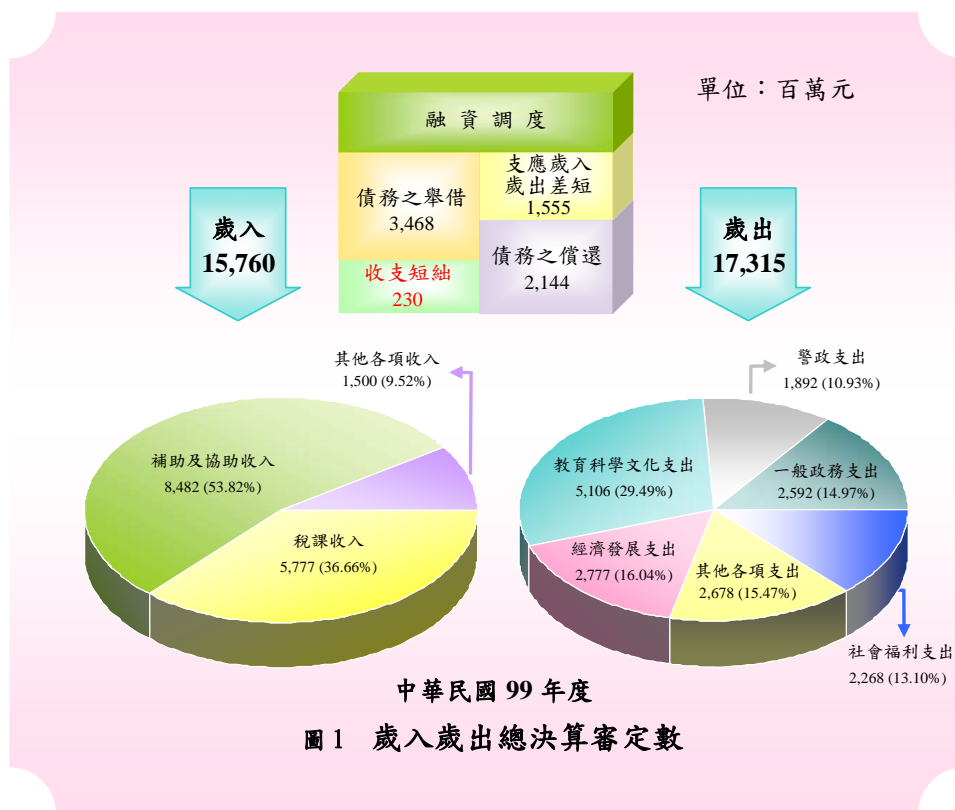 單位：百萬元
融資調度
債務之舉借
3,468
收支短絀
230
支應歲入
歲出差短
1,555
債務之償還
2,144
歲入
15,760
歲出
17,315
其他各項收入
1,500 (9.52%)
補助及協助收入
8,482 (53.82%)
稅課收入
5,777 (36.66%)
警政支出
1,892 (10.93%)
教育科學文化支出
5,106 (29.49%)
一般政務支出
2,592 (14.97%)
經濟發展支出
2,777 (16.04%)
其他各項支出
2,678 (15.47%)
社會福利支出
2,268 (13.10%)
中華民國 99 年度
圖1 歲入歲出總決算審定數